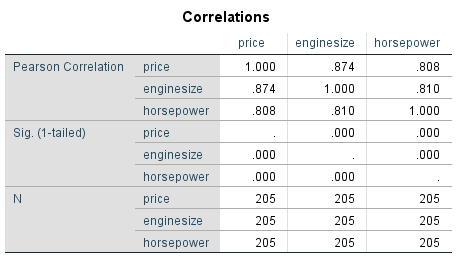 Correlations
price enginesize horsepower
Pearson Correlation price 1.000 .874 .808
enginesize .874 1.000 .810
horsepower .808 .810 1.000
Sig. (1-tailed) price . .000 .000
enginesize .000 . .000
horsepower .000 .000 .
N price 205 205 205
enginesize 205 205 205
horsepower 205 205 205